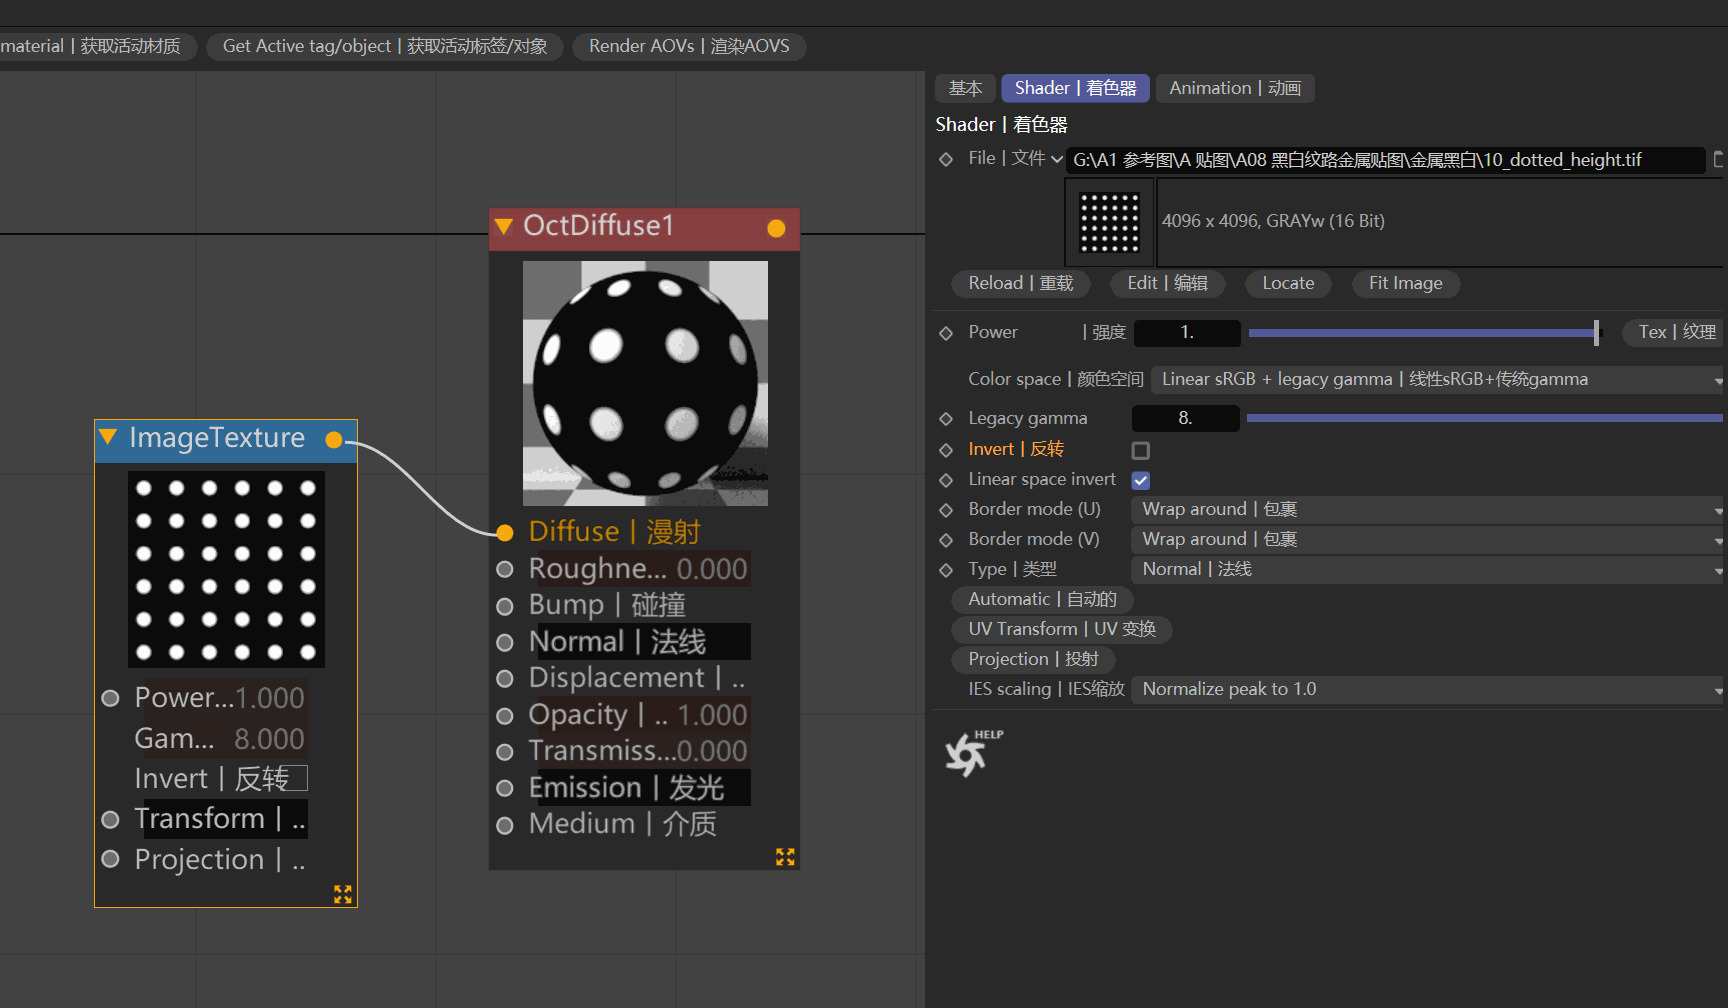 material | 获取活动材质
Get Active tag/object | 获取活动标签/对象
Render AOVs | 渲染AOVS
OctDiffuse1
Diffuse | 漫射
Roughne... 0.000
Bump | 碰撞
Normal | 法线
Displacement | ..
Opacity | .. 1.000
Transmiss...0.000
Emission | 发光
Medium | 介质
ImageTexture
Power...1.000
Gam... 8.000
Invert | 反转
Transform | ..
Projection | ..
基本
Shader | 着色器
Animation | 动画
Shader | 着色器
File | 文件 G:\A1 参考图\A 贴图\A08 黑白纹路金属贴图\金属黑白\10_dotted_height.tif
4096 x 4096, GRAYw (16 Bit)
Reload | 重载
Edit | 编辑
Locate
Fit Image
Power | 强度 1. Tex | 纹理
Color space | 颜色空间 Linear sRGB + legacy gamma | 线性sRGB+传统gamma
Legacy gamma 8.
Invert | 反转
Linear space invert
Border mode (U) Wrap around | 包裹
Border mode (V) Wrap around | 包裹
Type | 类型 Normal | 法线
Automatic | 自动的
UV Transform | UV 变换
Projection | 投射
IES scaling | IES缩放 Normalize peak to 1.0
HELP